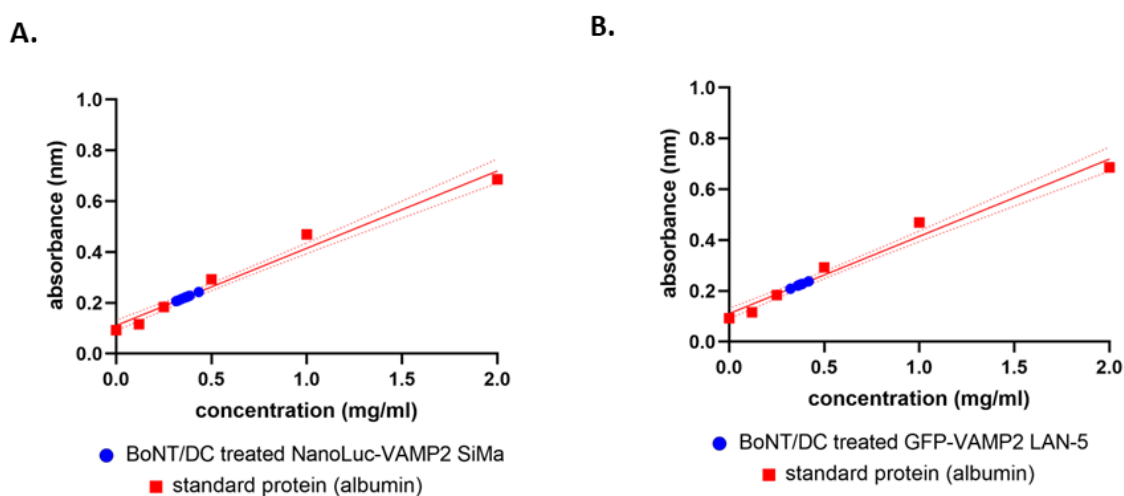 A.
absorbance (nm)
1.0
0.8
0.6
0.4
0.2
0.0
0.0 0.5 1.0 1.5 2.0
concentration (mg/ml)
BoNT/DC treated NanoLuc-VAMP2 SiMa
standard protein (albumin)
B.
absorbance (nm)
1.0
0.8
0.6
0.4
0.2
0.0
0.0 0.5 1.0 1.5 2.0
concentration (mg/ml)
BoNT/DC treated GFP-VAMP2 LAN-5
standard protein (albumin)